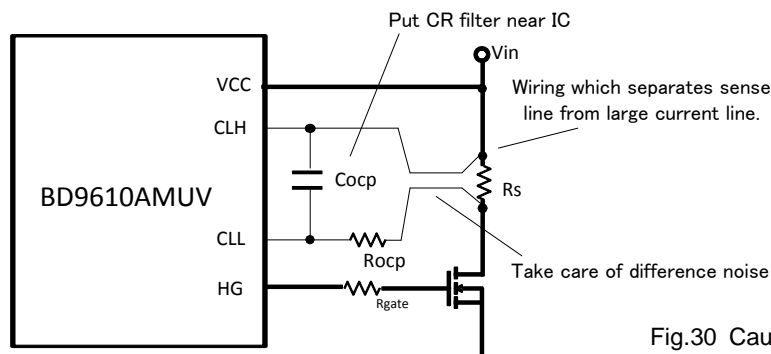 Put CR filter near IC
Vin
VCC
Wiring which separates sense
line from large current line.
CLH
BD9610AMUV
Cocp
Rs
CLL
Rocp
Take care of difference noise
HG
Rgate
Fig.30 Cau